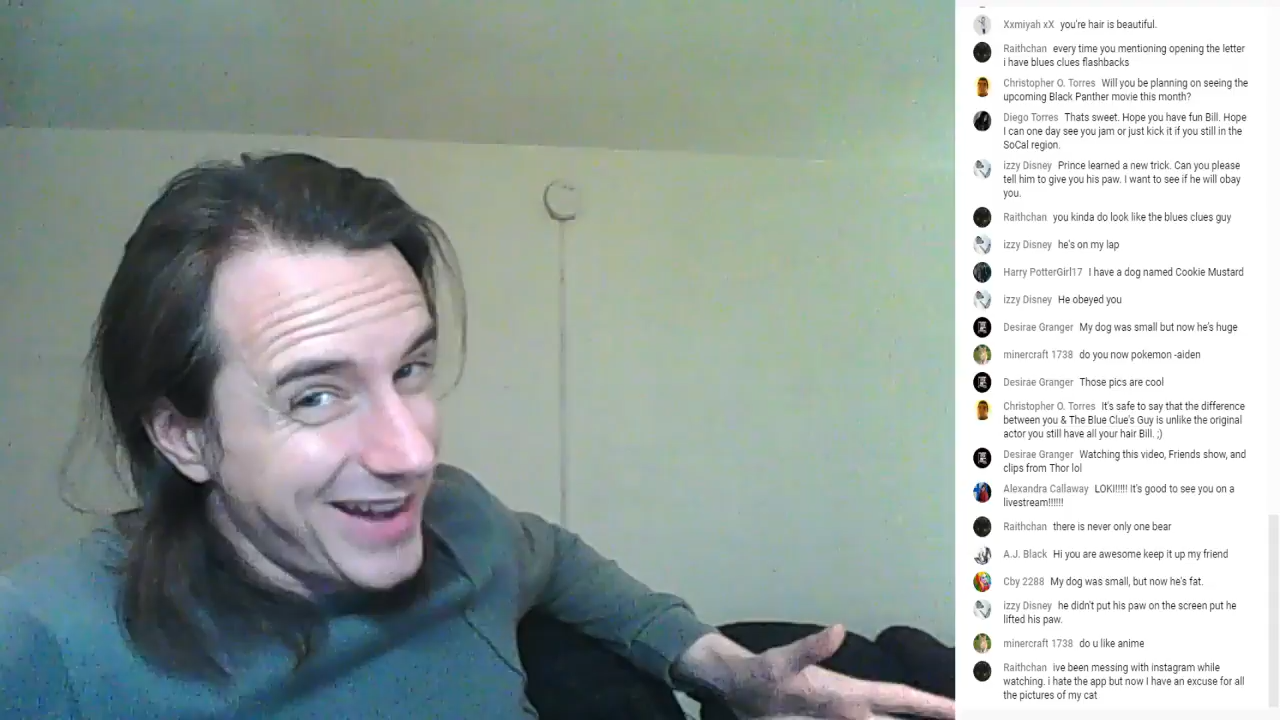 Xxmiyah xX you're hair is beautiful.
Raithchan every time you mentioning opening the letter
i have blues clues flashbacks
Christopher O. Torres Will you be planning on seeing the
upcoming Black Panther movie this month?
Diego Torres Thats sweet. Hope you have fun Bill. Hope
I can one day see you jam or just kick it if you still in the
SoCal region.
izzy Disney Prince learned a new trick. Can you please
tell him to give you his paw. I want to see if he will obay
you.
Raithchan you kinda do look like the blues clues guy
izzy Disney he's on my lap
Harry PotterGirl17 I have a dog named Cookie Mustard
izzy Disney He obeyed you
Desirae Granger My dog was small but now he's huge
minercraft 1738 do you now pokemon -aiden
Desirae Granger Those pics are cool
Christopher O. Torres It's safe to say that the difference
between you & The Blue Clue's Guy is unlike the original
actor you still have all your hair Bill. ;)
Desirae Granger Watching this video, Friends show, and
clips from Thor lol
Alexandra Callaway LOKI!!!!! It's good to see you on a
livestream!!!!!!
Raithchan there is never only one bear
A.J. Black Hi you are awesome keep it up my friend
Cby 2288 My dog was small, but now he's fat.
izzy Disney he didn't put his paw on the screen put he
lifted his paw.
minercraft 1738 do u like anime
Raithchan ive been messing with instagram while
watching. i hate the app but now I have an excuse for all
the pictures of my cat